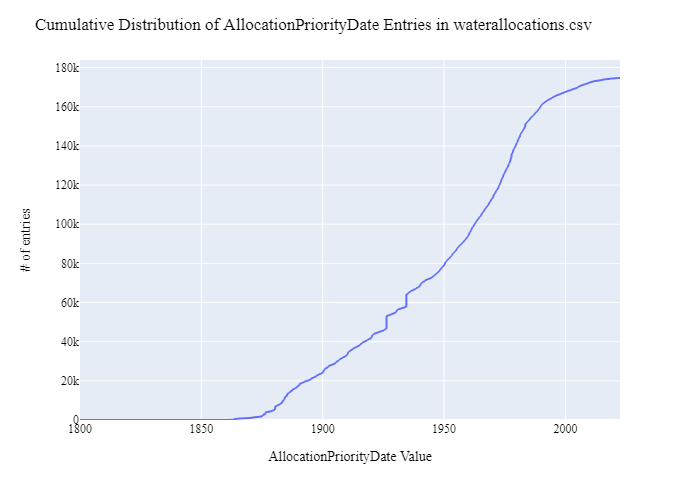 Cumulative Distribution of AllocationPriorityDate Entries in waterallocations.csv
180k
160k
140k
120k
100k
80k
60k
40k
20k
0
# of entries
1800 1850 1900 1950 2000
AllocationPriorityDate Value